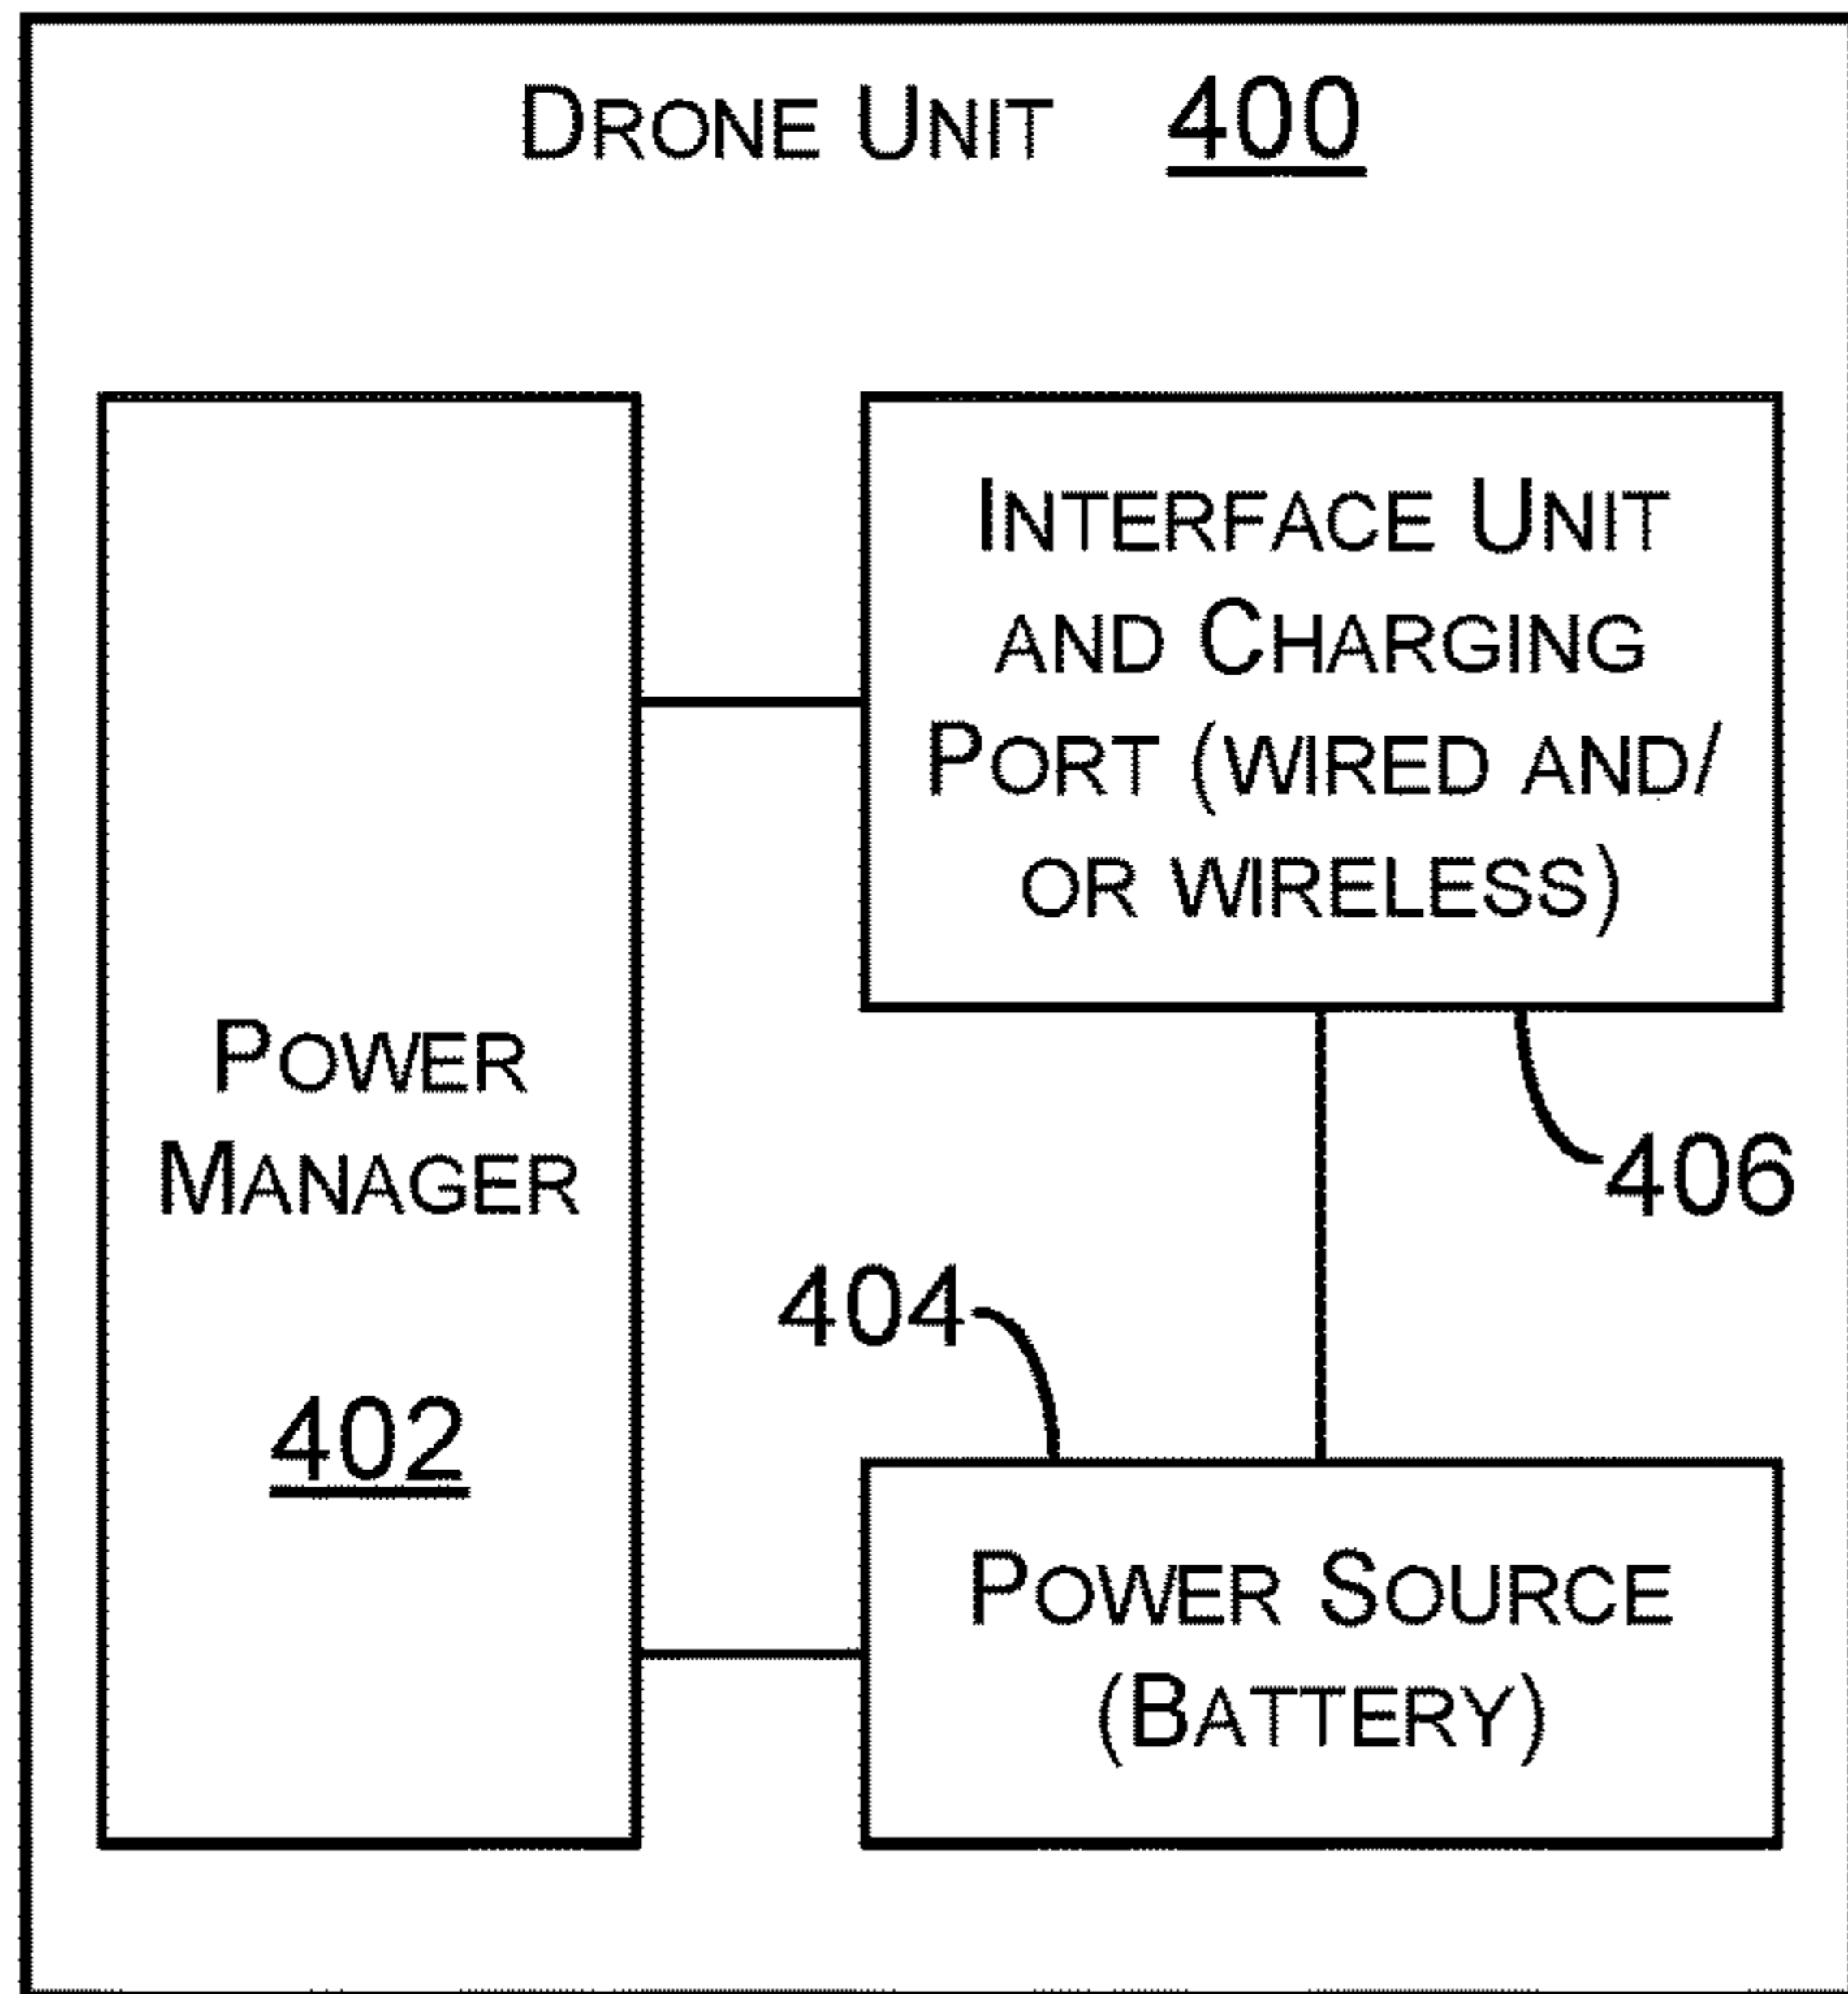 DRONE UNIT 400
INTERFACE UNIT
AND CHARGING
PORT (WIRED AND/
OR WIRELESS)
POWER
MANAGER
402
406
404
POWER SOURCE
(BATTERY)